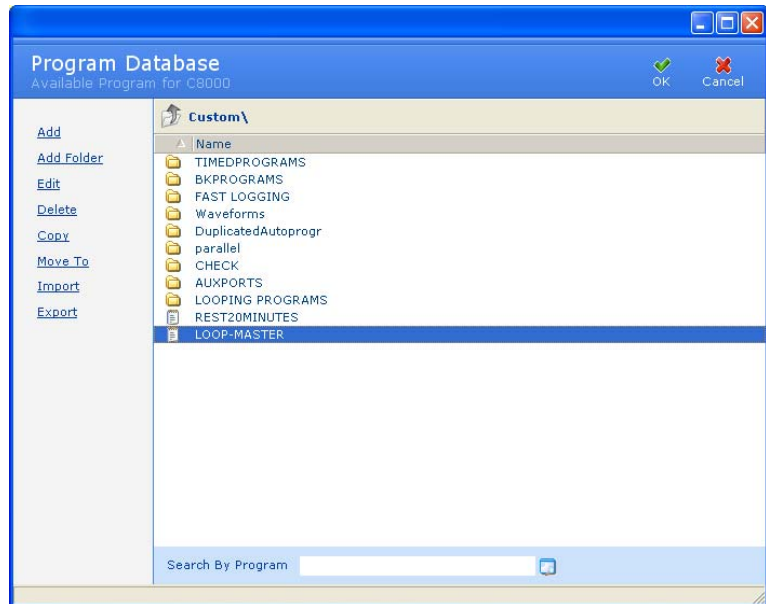 Program Database
Available Program for C8000
OK
Cancel
Add
Add Folder
Edit
Delete
Copy
Move To
Import
Export
Custom\
Name
TIMEDPROGRAMS
BKPROGRAMS
FAST LOGGING
Waveforms
DuplicatedAutoprogr
parallel
CHECK
AUXPORTS
LOOPING PROGRAMS
REST20MINUTES
LOOP-MASTER
Search By Program